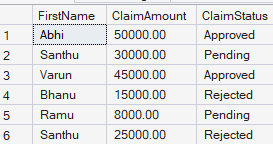 FirstName ClaimAmount ClaimStatus
1 Abhi 50000.00 Approved
2 Santhu 30000.00 Pending
3 Varun 45000.00 Approved
4 Bhanu 15000.00 Rejected
5 Ramu 8000.00 Pending
6 Santhu 25000.00 Rejected